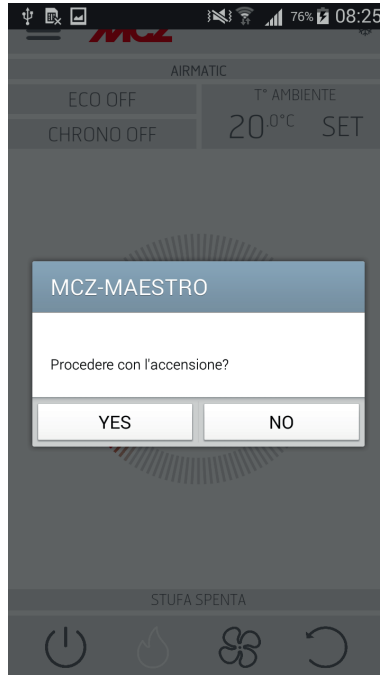 76% 08:25
MCZ
AIRMATIC
ECO OFF
T° AMBIENTE
CHRONO OFF
20.0°C SET
MCZ-MAESTRO
Procedere con l'accensione?
YES NO
STUFA SPENTA